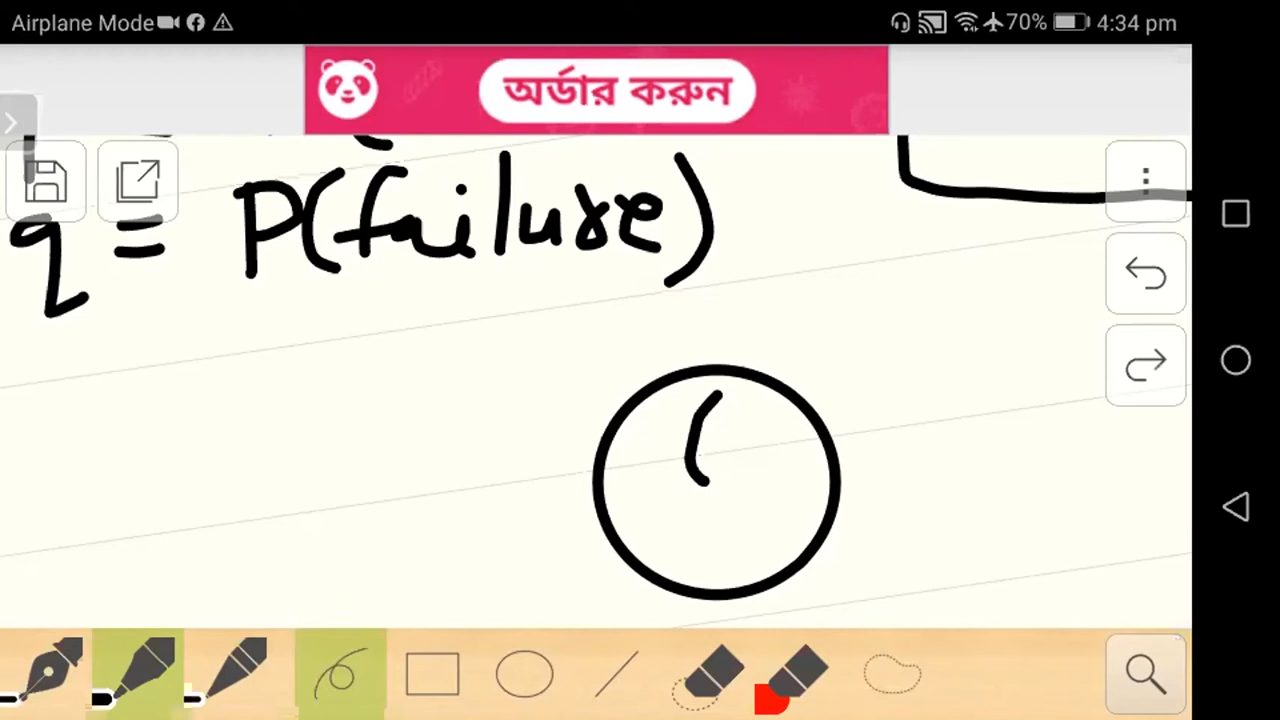 Airplane Mode 70% 4:34 pm
অর্ডার করুন
q = P(failure)
(